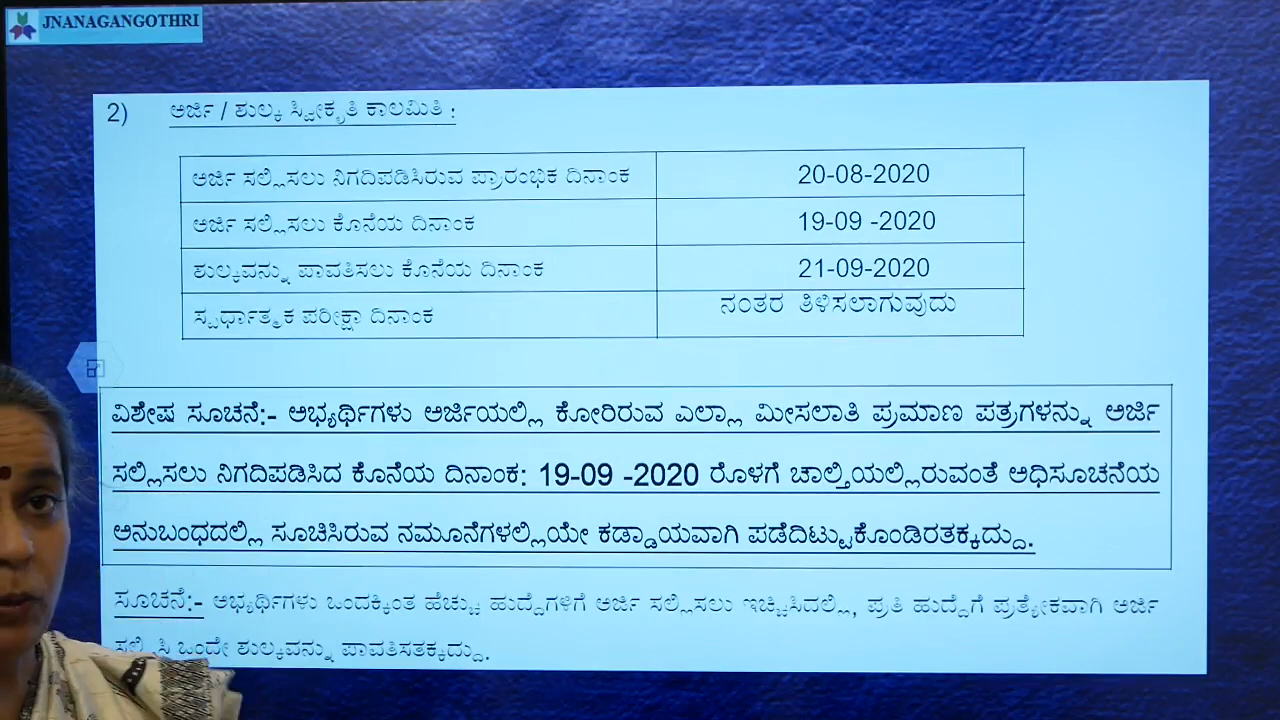 JNANAGANGOTHRI
2) ಅರ್ಜಿ / ಶುಲ್ಕ ಸ್ವೀಕೃತಿ ಕಾಲಮಿತಿ :
ಅರ್ಜಿ ಸಲ್ಲಿಸಲು ನಿಗದಿಪಡಿಸಿರುವ ಪ್ರಾರಂಭಿಕ ದಿನಾಂಕ 20-08-2020
ಅರ್ಜಿ ಸಲ್ಲಿಸಲು ಕೊನೆಯ ದಿನಾಂಕ 19-09 -2020
ಶುಲ್ಕವನ್ನು ಪಾವತಿಸಲು ಕೊನೆಯ ದಿನಾಂಕ 21-09-2020
ಸ್ಪರ್ಧಾತ್ಮಕ ಪರೀಕ್ಷಾ ದಿನಾಂಕ ನಂತರ ತಿಳಿಸಲಾಗುವುದು
ವಿಶೇಷ ಸೂಚನೆ:- ಅಭ್ಯರ್ಥಿಗಳು ಅರ್ಜಿಯಲ್ಲಿ ಕೋರಿರುವ ಎಲ್ಲಾ ಮೀಸಲಾತಿ ಪ್ರಮಾಣ ಪತ್ರಗಳನ್ನು ಅರ್ಜಿ
ಸಲ್ಲಿಸಲು ನಿಗದಿಪಡಿಸಿದ ಕೊನೆಯ ದಿನಾಂಕ: 19-09 -2020 ರೊಳಗೆ ಚಾಲ್ತಿಯಲ್ಲಿರುವಂತೆ ಅಧಿಸೂಚನೆಯ
ಅನುಬಂಧದಲ್ಲಿ ಸೂಚಿಸಿರುವ ನಮೂನೆಗಳಲ್ಲಿಯೇ ಕಡ್ಡಾಯವಾಗಿ ಪಡೆದಿಟ್ಟುಕೊಂಡಿರತಕ್ಕದ್ದು.
ಸೂಚನೆ:- ಅಭ್ಯರ್ಥಿಗಳು ಒಂದಕ್ಕಿಂತ ಹೆಚ್ಚು ಹುದ್ದೆಗಳಿಗೆ ಅರ್ಜಿ ಸಲ್ಲಿಸಲು ಇಚ್ಛಿಸಿದಲ್ಲಿ, ಪ್ರತಿ ಹುದ್ದೆಗೆ ಪ್ರತ್ಯೇಕವಾಗಿ ಅರ್ಜಿ
ಸಲ್ಲಿಸಿ ಒಂದೇ ಶುಲ್ಕವನ್ನು ಪಾವತಿಸತಕ್ಕದ್ದು.